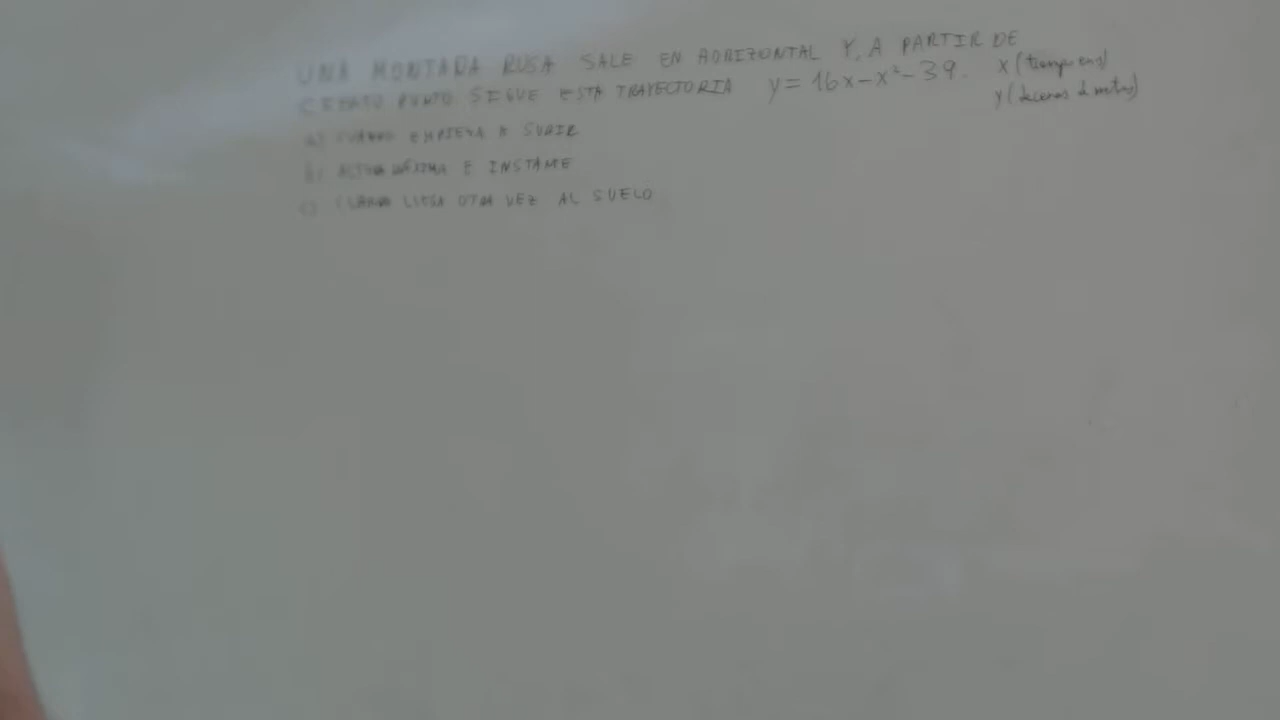 UNA MONTAÑA RUSA SALE EN HORIZONTAL Y, A PARTIR DE
CIERTO PUNTO SIGUE ESTA TRAYECTORIA y = 16x - x² - 39. x (tiempo en s)
y (decenas d metros)
a) CUANDO EMPIEZA A SUBIR
b) ALTURA MÁXIMA E INSTANTE
c) CUANDO LLEGA OTRA VEZ AL SUELO